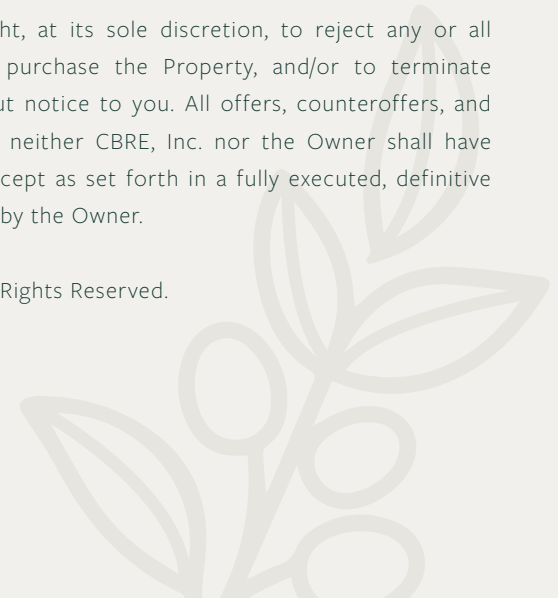 ht, at its sole discretion, to reject any or all
purchase the Property, and/or to terminate
ut notice to you. All offers, counteroffers, and
neither CBRE, Inc. nor the Owner shall have
cept as set forth in a fully executed, definitive
by the Owner.
Rights Reserved.